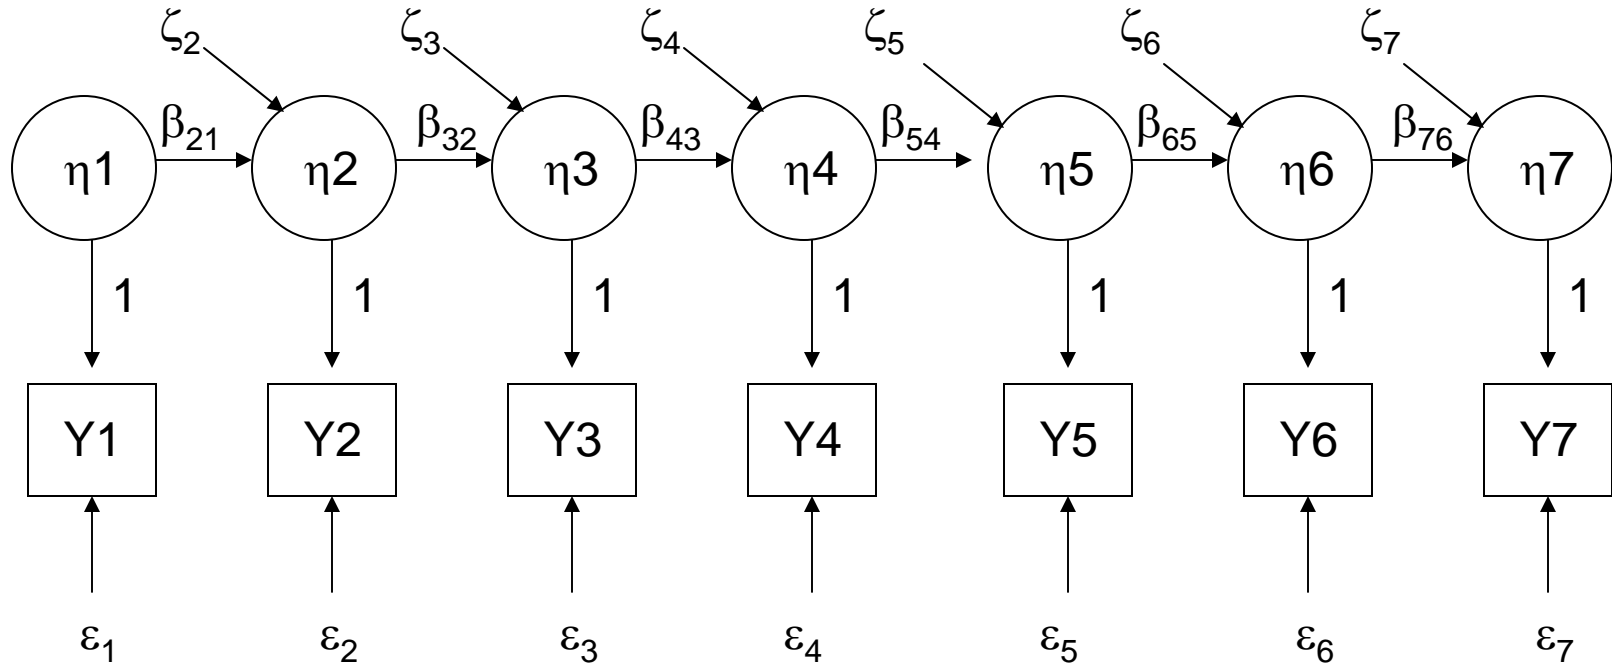 ζ2 ζ3 ζ4 ζ5 ζ6 ζ7
β21 β32 β43 β54 β65 β76
η1 η2 η3 η4 η5 η6 η7
1 1 1 1 1 1 1
Y1 Y2 Y3 Y4 Y5 Y6 Y7
ε1 ε2 ε3 ε4 ε5 ε6 ε7